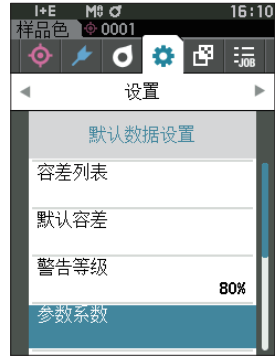 I+E M0 16:10
样品色 0001
JOB
设置
默认数据设置
容差列表
默认容差
警告等级
80%
参数系数